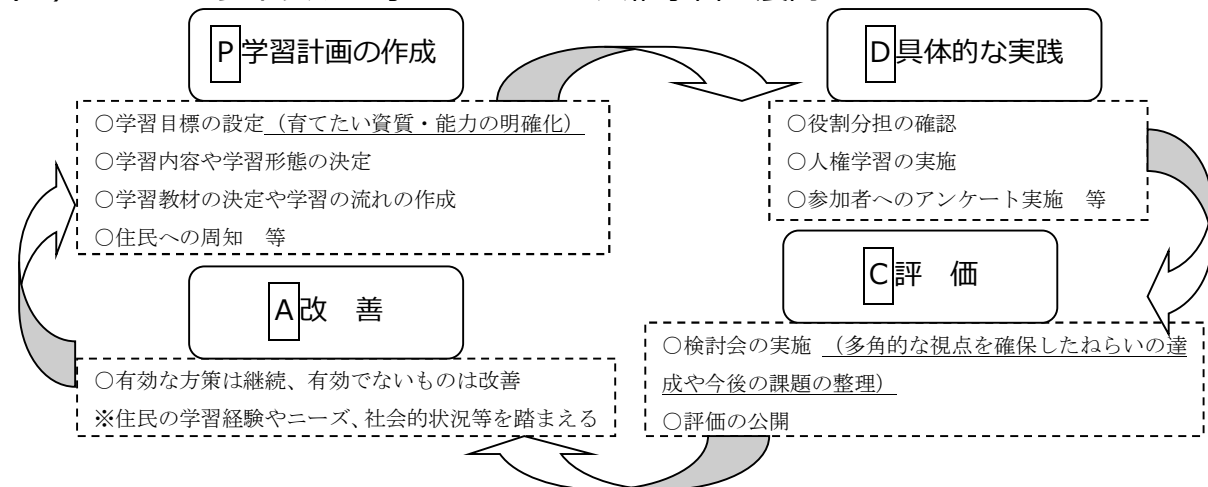 P学習計画の作成
○学習目標の設定（育てたい資質・能力の明確化）
○学習内容や学習形態の決定
○学習教材の決定や学習の流れの作成
○住民への周知　等
D具体的な実践
○役割分担の確認
○人権学習の実施
○参加者へのアンケート実施　等
C評　価
○検討会の実施　（多角的な視点を確保したねらいの達
成や今後の課題の整理）
○評価の公開
A改　善
○有効な方策は継続、有効でないものは改善
※住民の学習経験やニーズ、社会的状況等を踏まえる